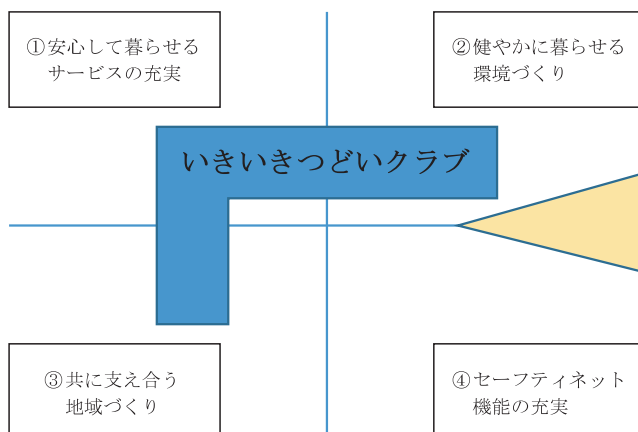 ①安心して暮らせる
サービスの充実
②健やかに暮らせる
環境づくり
いきいきつどいクラブ
③共に支え合う
地域づくり
④セーフティネット
機能の充実